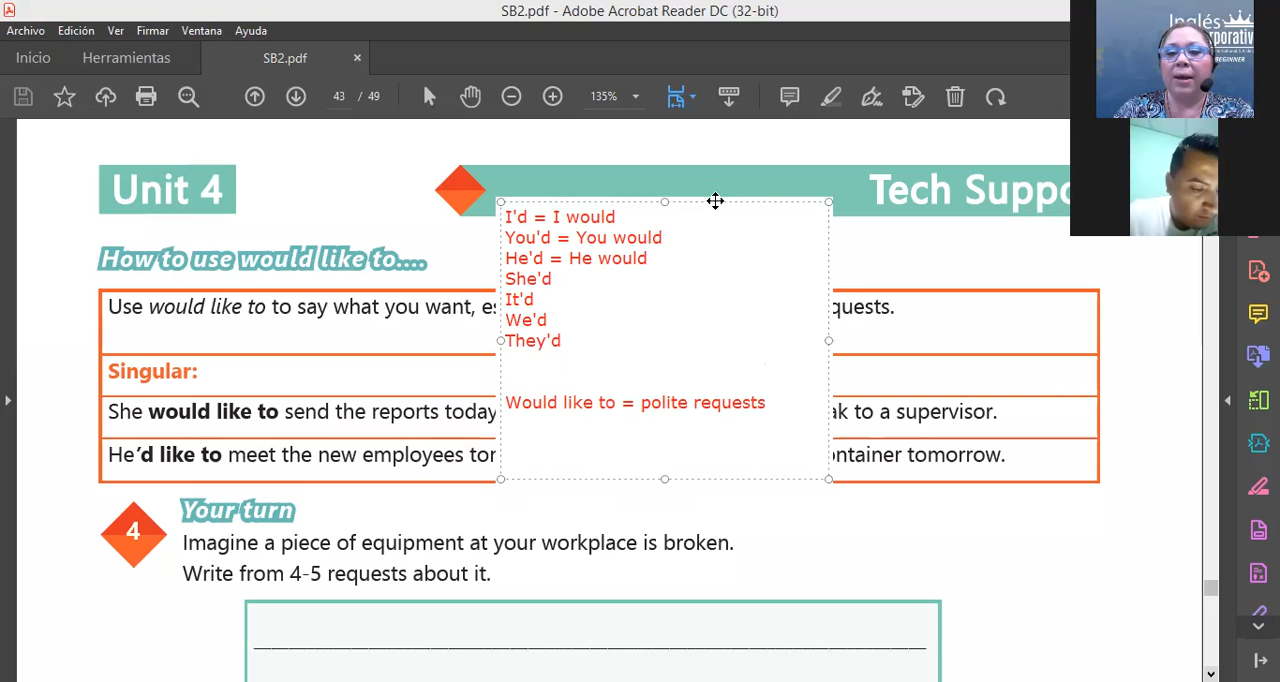 SB2.pdf - Adobe Acrobat Reader DC (32-bit)
Archivo Edición Ver Firmar Ventana Ayuda
Inicio Herramientas SB2.pdf ×
43 / 49 135%
Inglés
BEGINNER
Unit 4
Tech Suppo
How to use would like to....
I'd = I would
You'd = You would
He'd = He would
She'd
It'd
We'd
They'd
Would like to = polite requests
Use would like to to say what you want, es
quests.
Singular:
She would like to send the reports today
ak to a supervisor.
He'd like to meet the new employees tor
ontainer tomorrow.
4
Your turn
Imagine a piece of equipment at your workplace is broken.
Write from 4-5 requests about it.